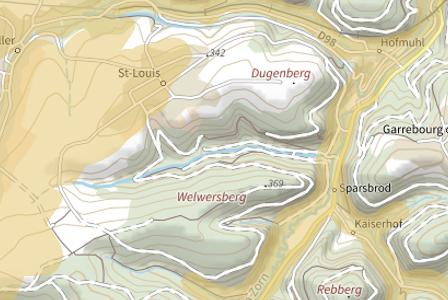 D98
Hofmuhl
ller
342
St-Louis
Dugenberg
Garrebourg
369
Sparsbrod
Welwersberg
Kaiserhof
Zorn
Rebberg